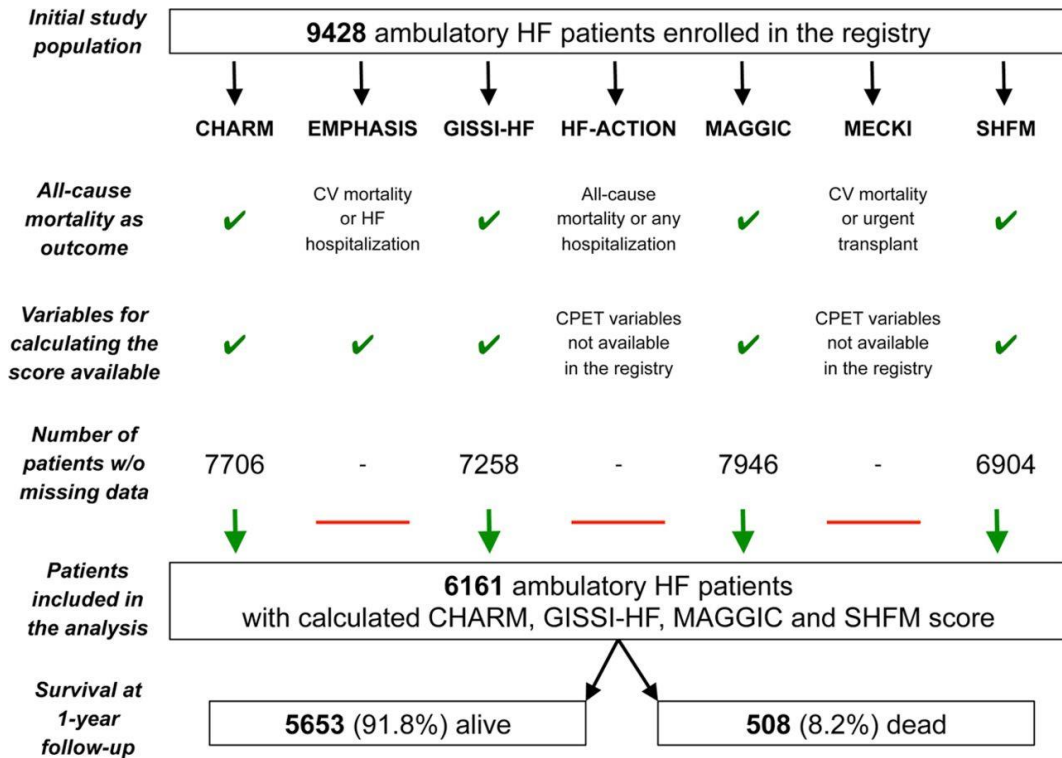 Initial study
population
9428 ambulatory HF patients enrolled in the registry
CHARM EMPHASIS GISSI-HF HF-ACTION MAGGIC MECKI SHFM
All-cause
mortality as
outcome
CV mortality
or HF
hospitalization
All-cause
mortality or any
hospitalization
CV mortality
or urgent
transplant
Variables for
calculating the
score available
CPET variables
not available
in the registry
CPET variables
not available
in the registry
Number of
patients w/o
missing data
7706 - 7258 - 7946 - 6904
Patients
included in
the analysis
6161 ambulatory HF patients
with calculated CHARM, GISSI-HF, MAGGIC and SHFM score
Survival at
1-year
follow-up
5653 (91.8%) alive
508 (8.2%) dead